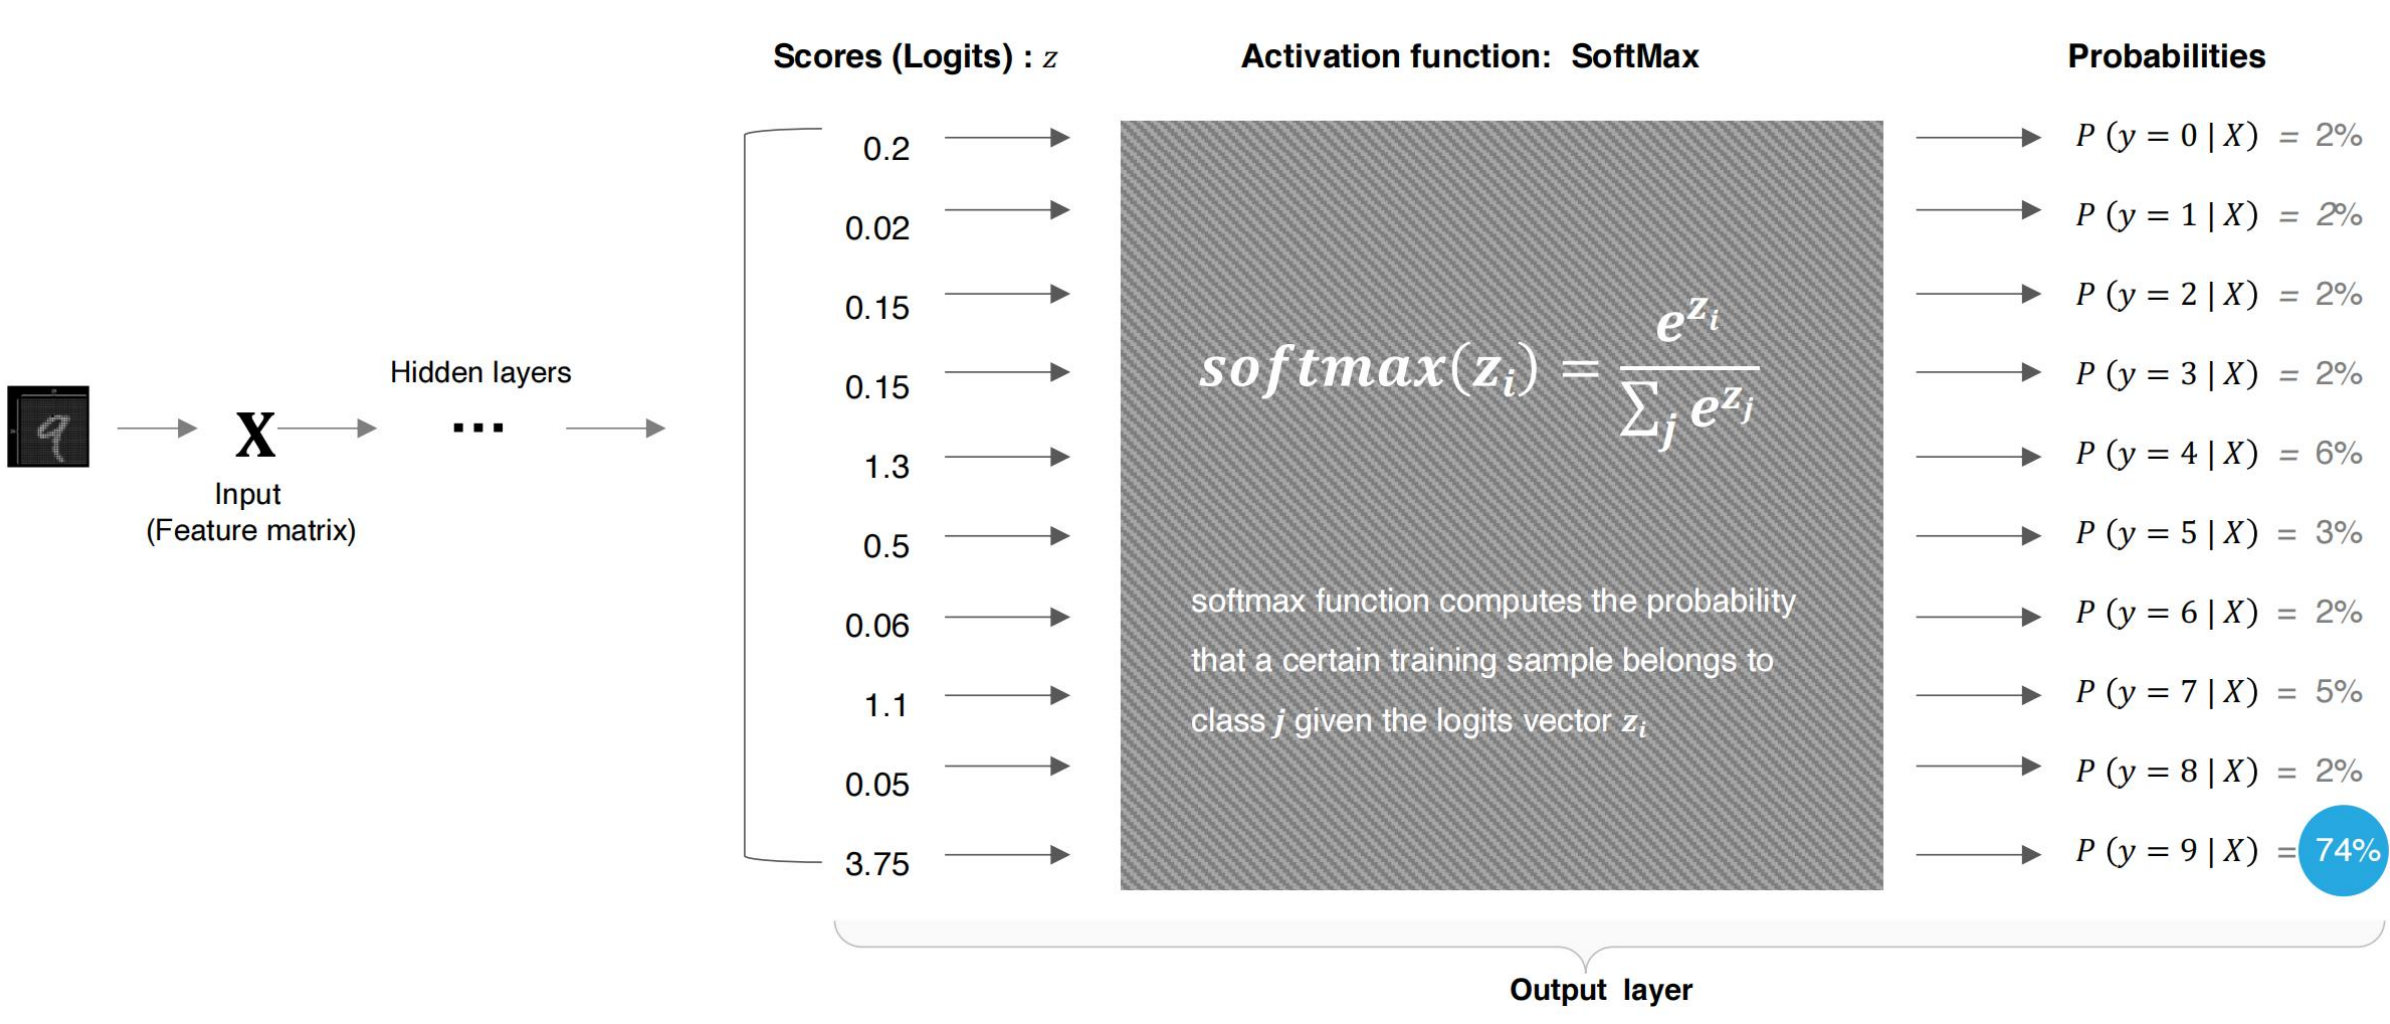 Scores (Logits) : z
Activation function: SoftMax
Probabilities
0.2
0.02
0.15
0.15
1.3
0.5
0.06
1.1
0.05
3.75
9
X
Input
(Feature matrix)
Hidden layers
...
softmax(z_i) = e^{z_i} / ∑_j e^{z_j}
softmax function computes the probability
that a certain training sample belongs to
class j given the logits vector z_i
P (y = 0 | X) = 2%
P (y = 1 | X) = 2%
P (y = 2 | X) = 2%
P (y = 3 | X) = 2%
P (y = 4 | X) = 6%
P (y = 5 | X) = 3%
P (y = 6 | X) = 2%
P (y = 7 | X) = 5%
P (y = 8 | X) = 2%
P (y = 9 | X) = 74%
Output layer